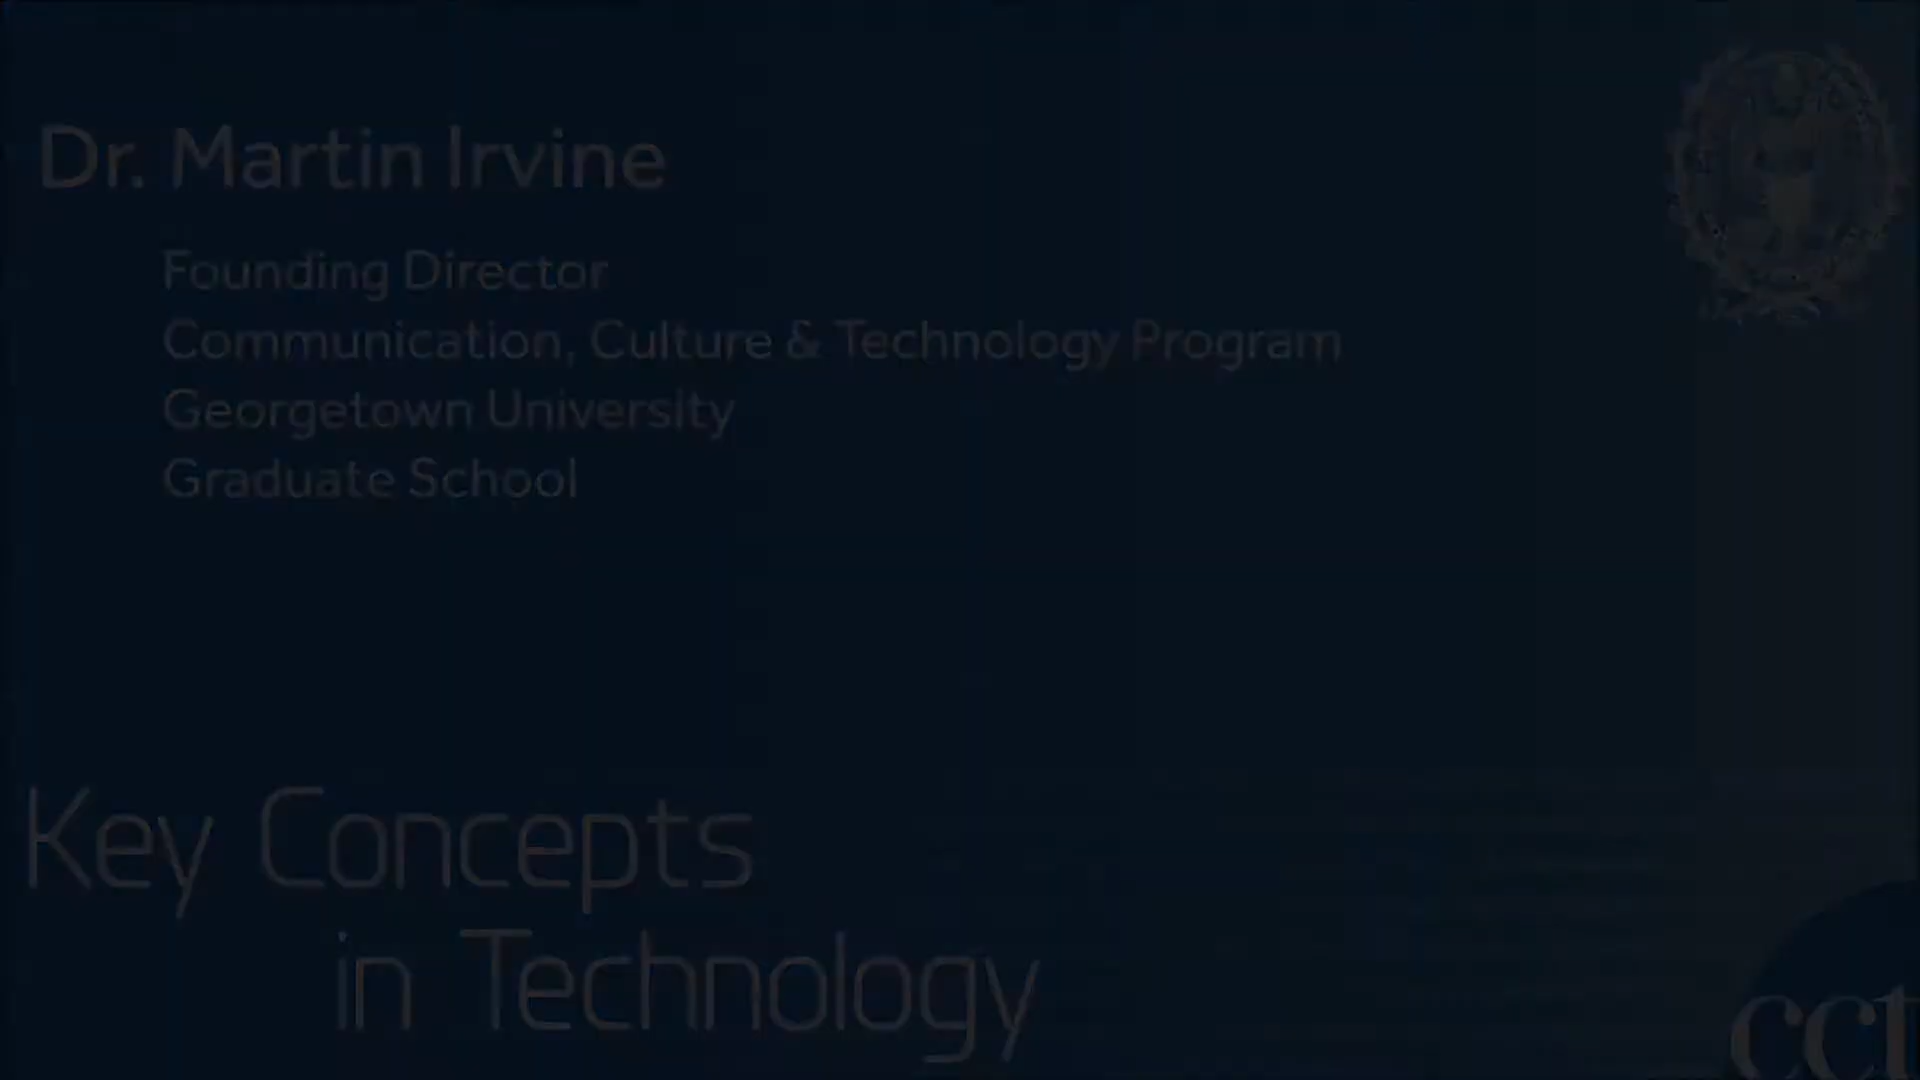 Dr. Martin Irvine
Founding Director
Communication, Culture & Technology Program
Georgetown University
Graduate School
Key Concepts
in Technology
cct